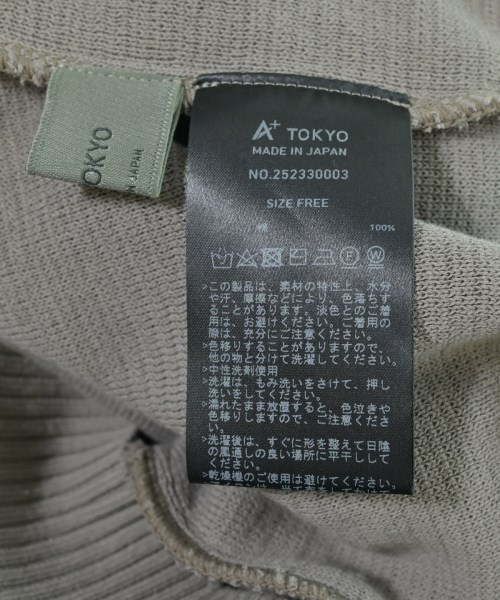 OKYO
IN JAPAN
A+ TOKYO
MADE IN JAPAN
NO.252330003
SIZE FREE
綿 100%
F W
>この製品は、素材の特性上、水分
や汗、摩擦などにより、色落ちす
ることがあります。淡色とのご着
用は、お避けください。ご着用の
際は、充分にご注意ください。
>色移りすることがありますので、
他の物と分けて洗濯してください。
>中性洗剤使用
>洗濯は、もみ洗いをさけて、押し
洗いをしてください。
>濡れたまま放置すると、色泣きや
色移りしますので、ご注意くださ
い。
>洗濯後は、すぐに形を整えて日陰
の風通しの良い場所に平干ししてく
ださい。
>乾燥機のご使用は避けてください。